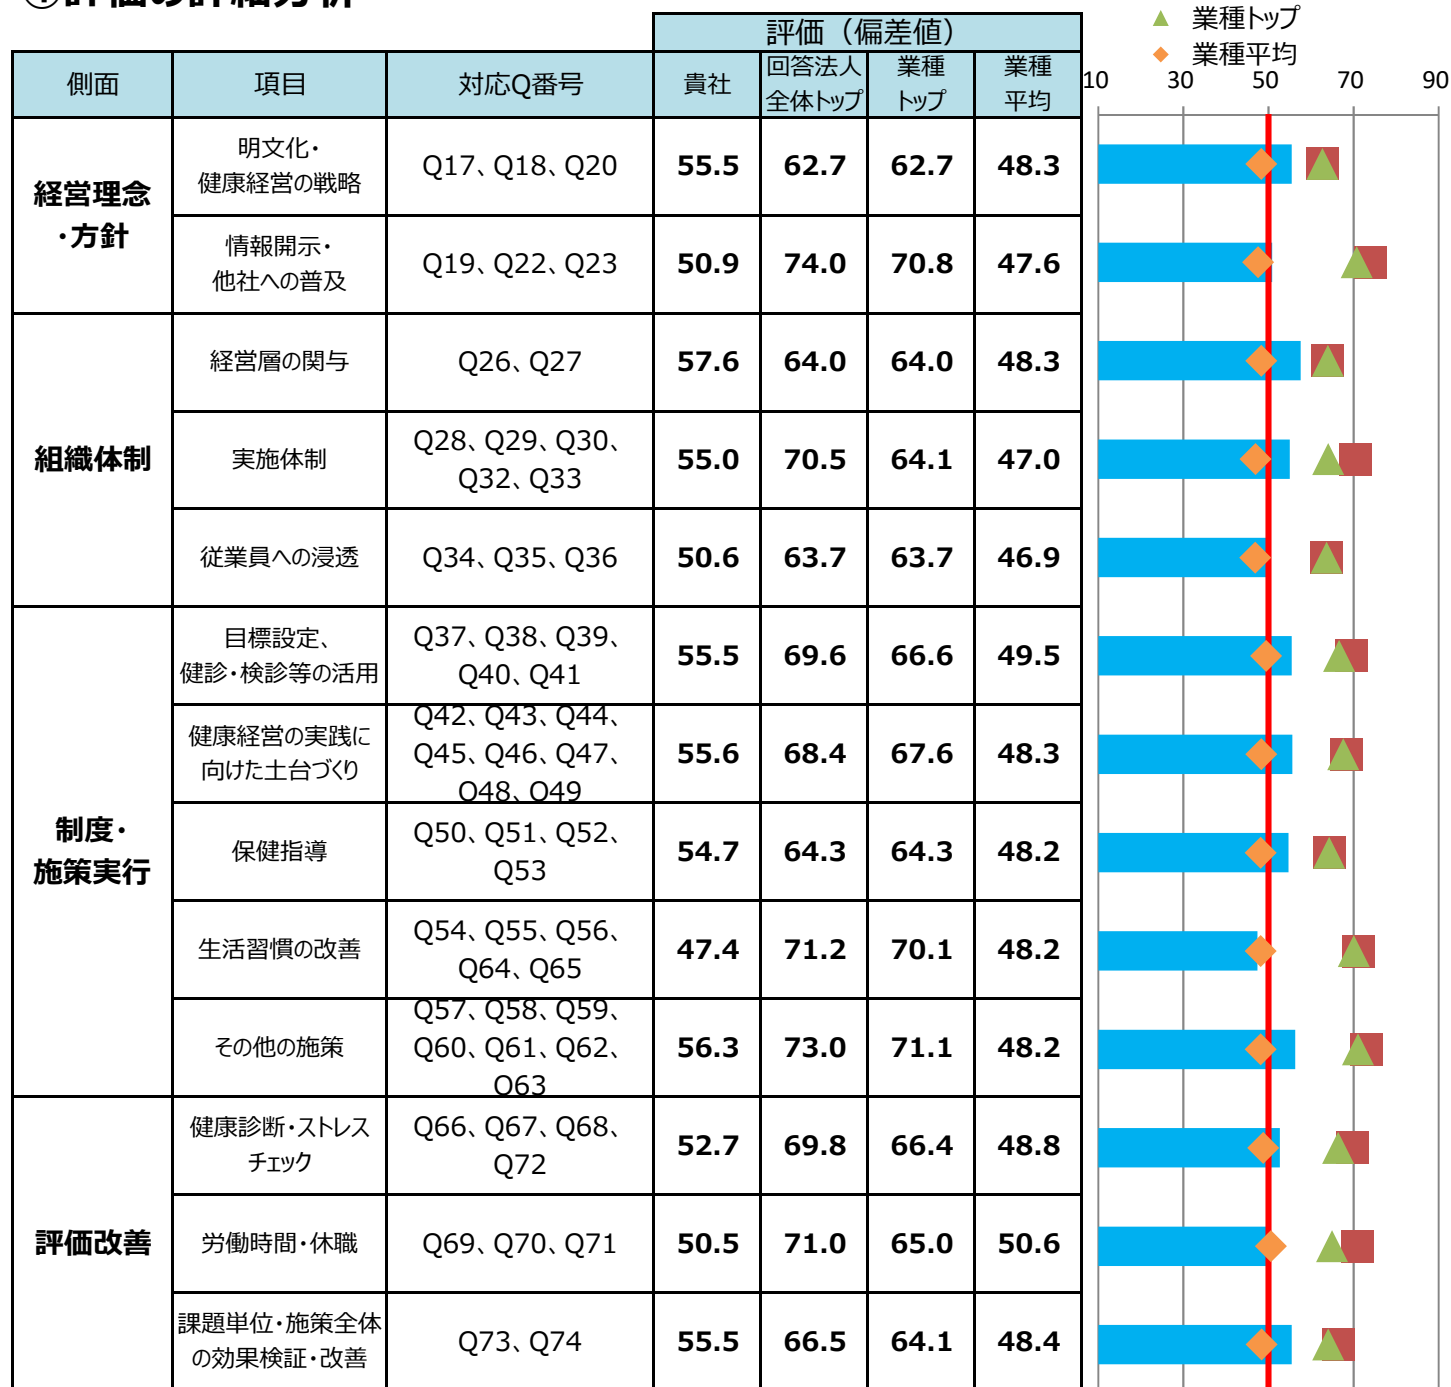 ①評価の詳細分析
▲ 業種トップ
◆ 業種平均
評価（偏差値）
側面 項目 対応Q番号 貴社 回答法人 業種 業種
全体トップ トップ 平均
10 30 50 70 90
経営理念
・方針
明文化・
健康経営の戦略
Q17、Q18、Q20 55.5 62.7 62.7 48.3
情報開示・
他社への普及
Q19、Q22、Q23 50.9 74.0 70.8 47.6
組織体制
経営層の関与 Q26、Q27 57.6 64.0 64.0 48.3
実施体制
Q28、Q29、Q30、
Q32、Q33
55.0 70.5 64.1 47.0
従業員への浸透 Q34、Q35、Q36 50.6 63.7 63.7 46.9
制度・
施策実行
目標設定、
健診・検診等の活用
Q37、Q38、Q39、
Q40、Q41
55.5 69.6 66.6 49.5
健康経営の実践に
向けた土台づくり
Q42、Q43、Q44、
Q45、Q46、Q47、
Q48、Q49
55.6 68.4 67.6 48.3
保健指導
Q50、Q51、Q52、
Q53
54.7 64.3 64.3 48.2
生活習慣の改善
Q54、Q55、Q56、
Q64、Q65
47.4 71.2 70.1 48.2
その他の施策
Q57、Q58、Q59、
Q60、Q61、Q62、
Q63
56.3 73.0 71.1 48.2
評価改善
健康診断・ストレス
チェック
Q66、Q67、Q68、
Q72
52.7 69.8 66.4 48.8
労働時間・休職 Q69、Q70、Q71 50.5 71.0 65.0 50.6
課題単位・施策全体
の効果検証・改善
Q73、Q74 55.5 66.5 64.1 48.4